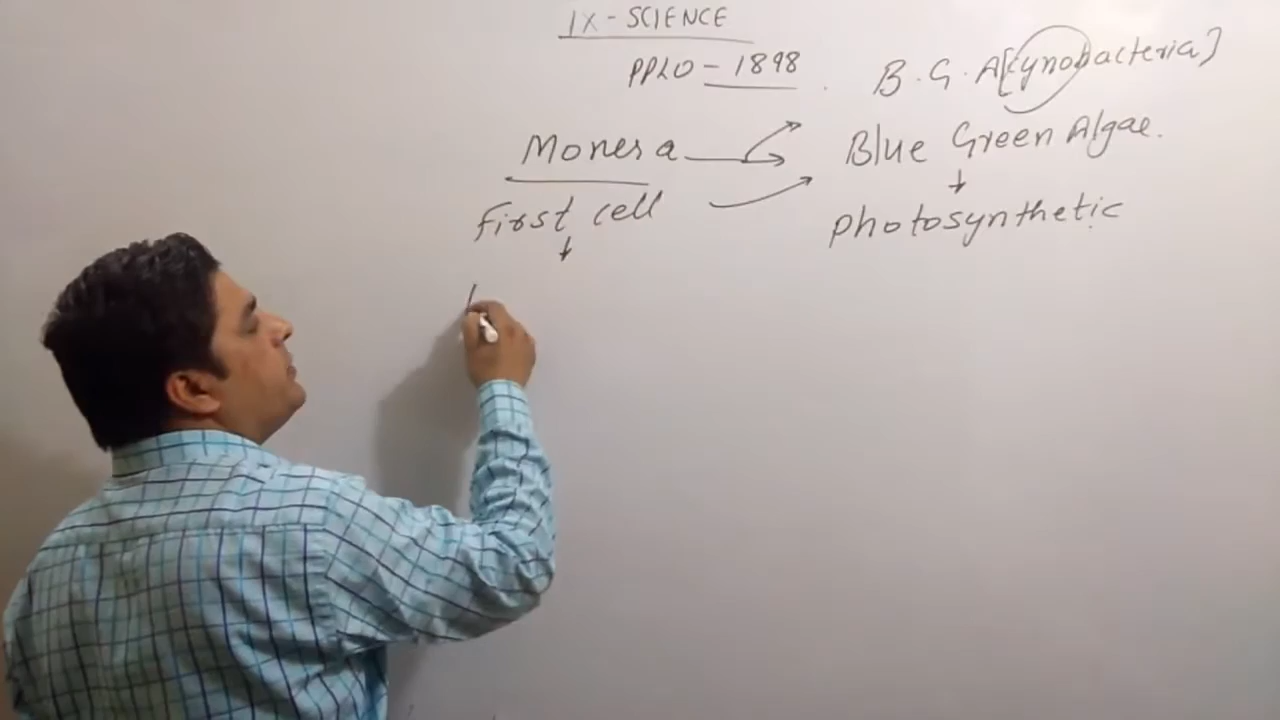 IX - SCIENCE
PPLO - 1898
B.G.A [cynobacteria]
Monera
Blue Green Algae.
First cell
photosynthetic